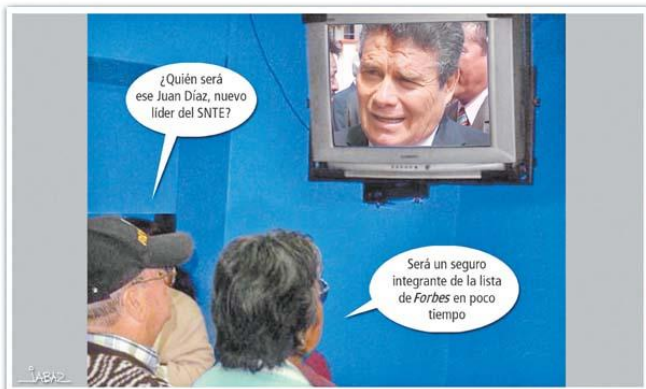 ¿Quién será
ese Juan Díaz, nuevo
líder del SNTE?
Será un seguro
integrante de la lista
de Forbes en poco
tiempo
JABAZ